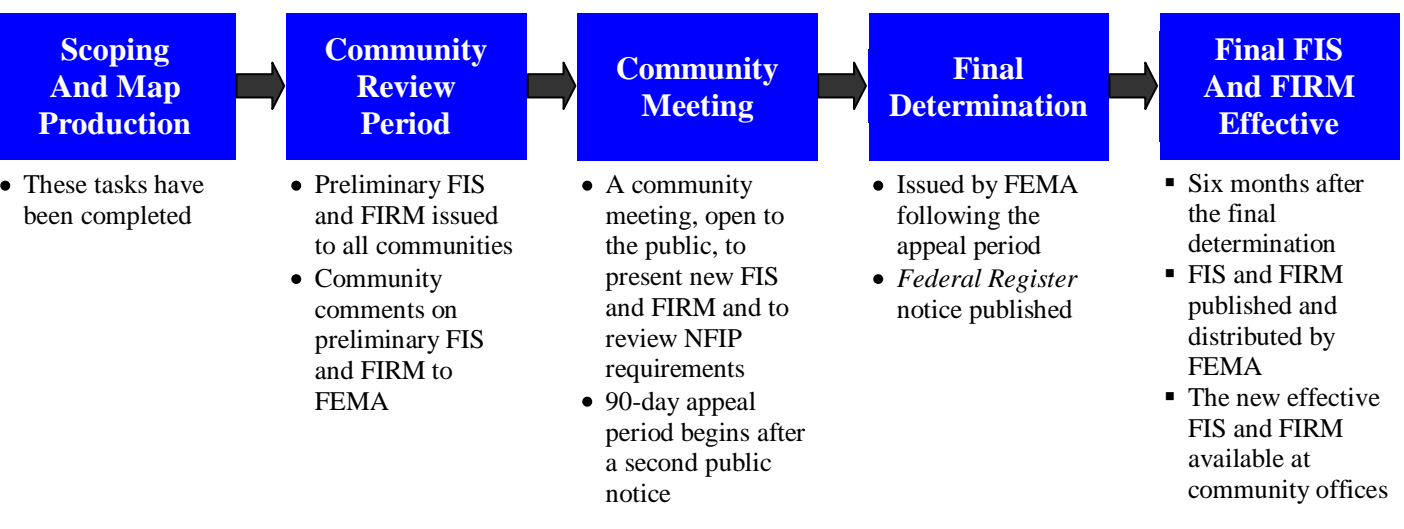 Scoping
And Map
Production
Community
Review
Period
Community
Meeting
Final
Determination
Final FIS
And FIRM
Effective
• These tasks have
been completed
• Preliminary FIS
and FIRM issued
to all communities
• Community
comments on
preliminary FIS
and FIRM to
FEMA
• A community
meeting, open to
the public, to
present new FIS
and FIRM and to
review NFIP
requirements
• 90-day appeal
period begins after
a second public
notice
• Issued by FEMA
following the
appeal period
• Federal Register
notice published
▪ Six months after
the final
determination
▪ FIS and FIRM
published and
distributed by
FEMA
▪ The new effective
FIS and FIRM
available at
community offices